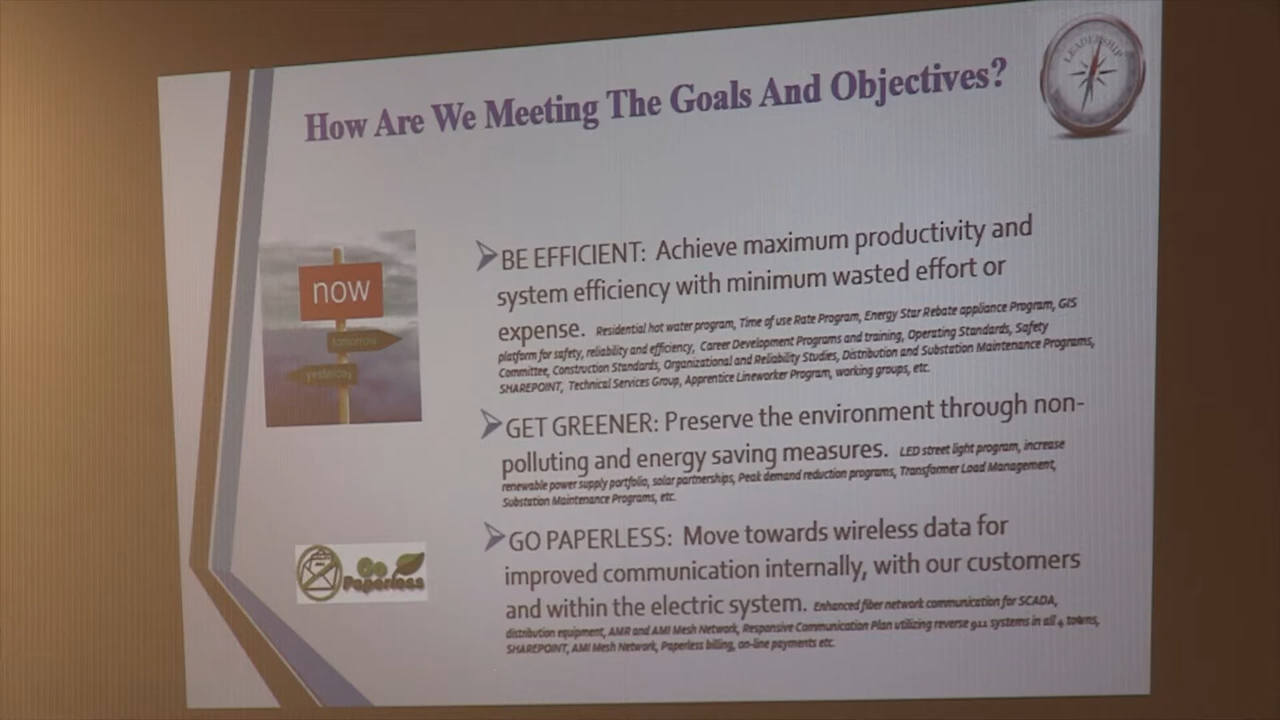 LEADERSHIP
How Are We Meeting The Goals And Objectives?
now
tomorrow
yesterday
BE EFFICIENT: Achieve maximum productivity and
system efficiency with minimum wasted effort or
expense. Residential hot water program, Time of use Rate Program, Energy Star Rebate appliance Program, GIS
platform for safety, reliability and efficiency, Career Development Programs and training, Operating Standards, Safety
Committee, Construction Standards, Organizational and Reliability Studies, Distribution and Substation Maintenance Programs,
SHAREPOINT, Technical Services Group, Apprentice Lineworker Program, working groups, etc.
GET GREENER: Preserve the environment through non-
polluting and energy saving measures. LED street light program, increase
renewable power supply portfolio, solar partnerships, Peak demand reduction programs, Transformer Load Management,
Substation Maintenance Programs, etc.
Go
Paperless
GO PAPERLESS: Move towards wireless data for
improved communication internally, with our customers
and within the electric system. Enhanced fiber network communication for SCADA,
distribution equipment, AMR and AMI Mesh Network, Responsive Communication Plan utilizing reverse 911 systems in all 4 towns,
SHAREPOINT, AMI Mesh Network, Paperless billing, on-line payments etc.